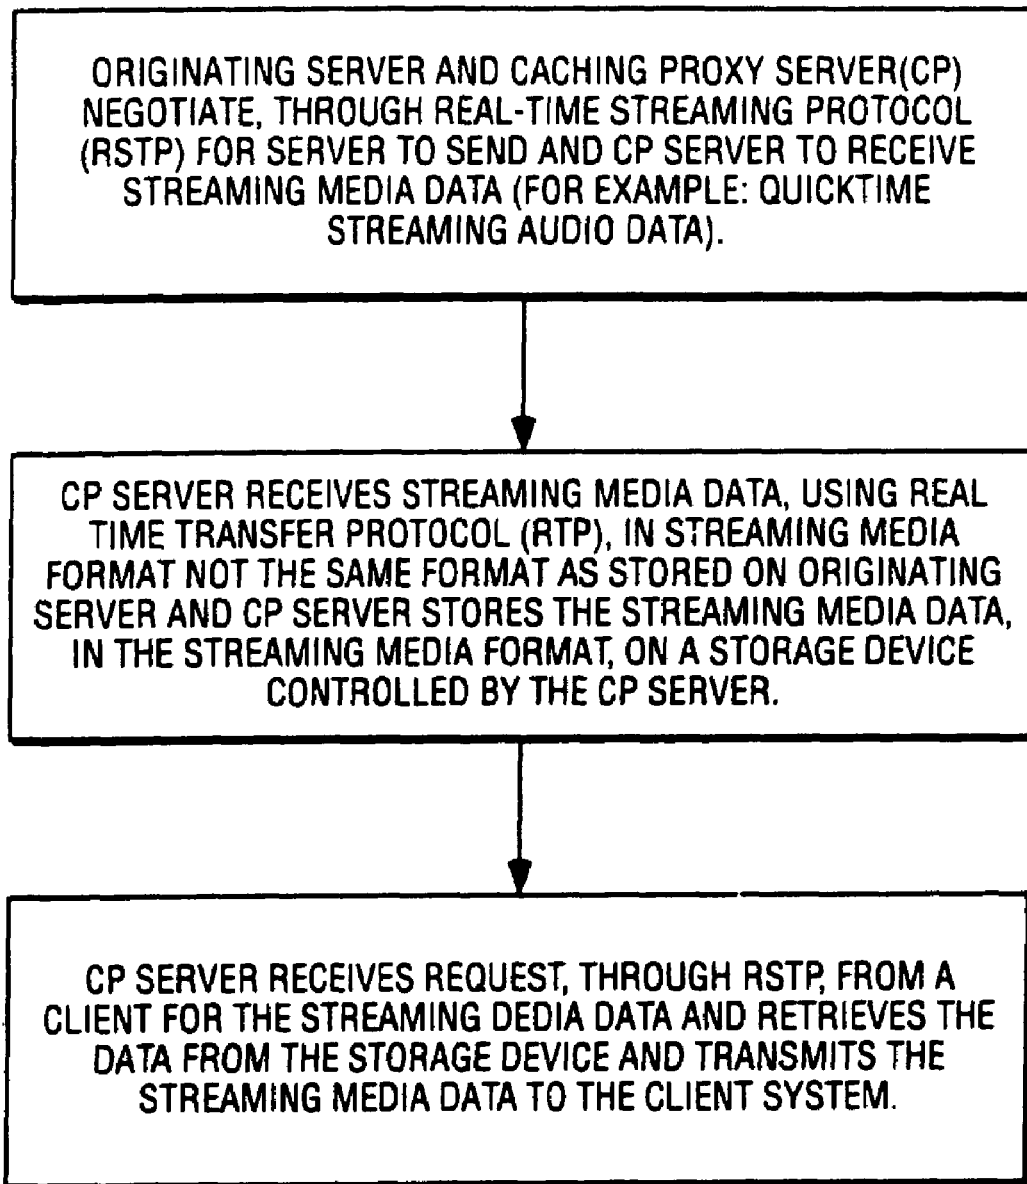 ORIGINATING SERVER AND CACHING PROXY SERVER(CP)
NEGOTIATE, THROUGH REAL-TIME STREAMING PROTOCOL
(RSTP) FOR SERVER TO SEND AND CP SERVER TO RECEIVE
STREAMING MEDIA DATA (FOR EXAMPLE: QUICKTIME
STREAMING AUDIO DATA).
CP SERVER RECEIVES STREAMING MEDIA DATA, USING REAL
TIME TRANSFER PROTOCOL (RTP), IN STREAMING MEDIA
FORMAT NOT THE SAME FORMAT AS STORED ON ORIGINATING
SERVER AND CP SERVER STORES THE STREAMING MEDIA DATA,
IN THE STREAMING MEDIA FORMAT, ON A STORAGE DEVICE
CONTROLLED BY THE CP SERVER.
CP SERVER RECEIVES REQUEST, THROUGH RSTP, FROM A
CLIENT FOR THE STREAMING DEDIA DATA AND RETRIEVES THE
DATA FROM THE STORAGE DEVICE AND TRANSMITS THE
STREAMING MEDIA DATA TO THE CLIENT SYSTEM.